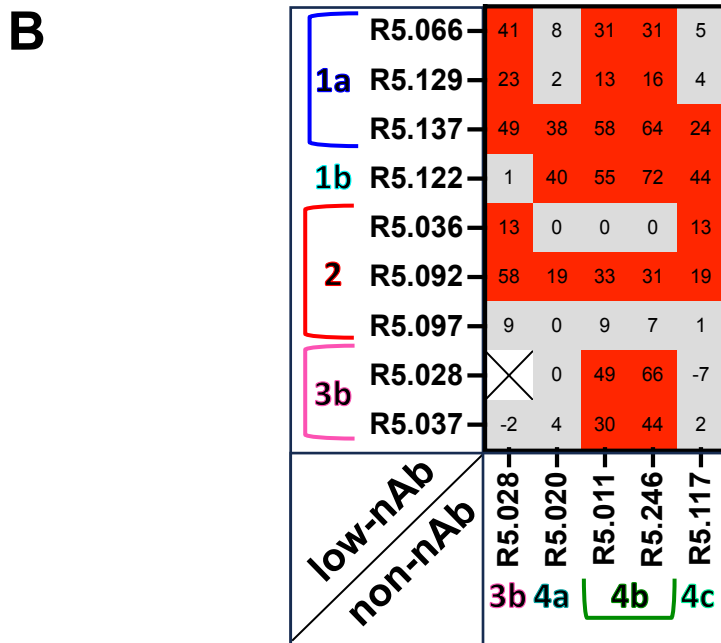 B
1a
R5.066 41 8 31 31 5
R5.129 23 2 13 16 4
R5.137 49 38 58 64 24
1b R5.122 1 40 55 72 44
2
R5.036 13 0 0 0 13
R5.092 58 19 33 31 19
R5.097 9 0 9 7 1
3b
R5.028 0 49 66 -7
R5.037 -2 4 30 44 2
low-nAb
non-nAb
R5.028 R5.020 R5.011 R5.246 R5.117
3b 4a 4b 4c